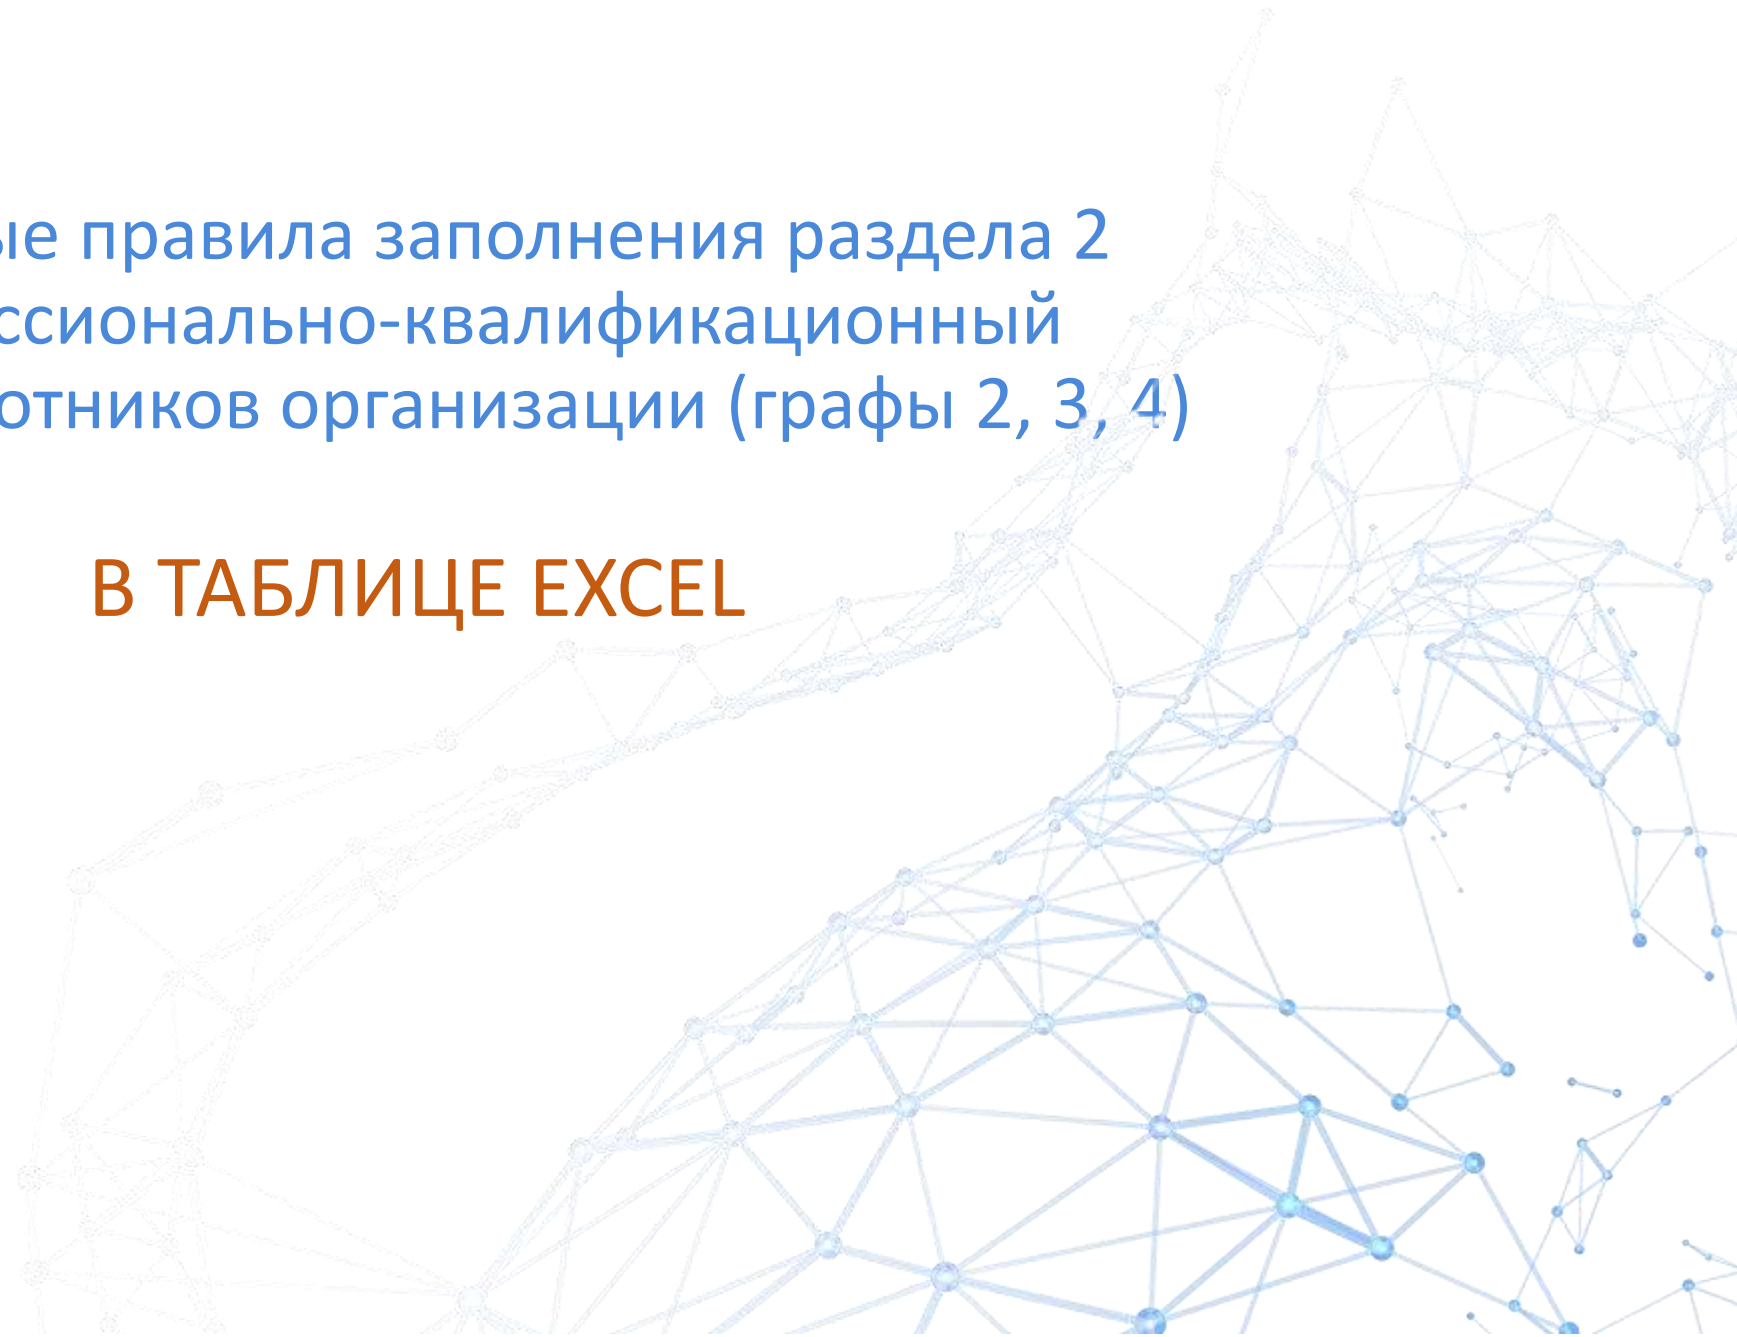 ые правила заполнения раздела 2
ссионально-квалификационный
отников организации (графы 2, 3, 4)
В ТАБЛИЦЕ EXCEL